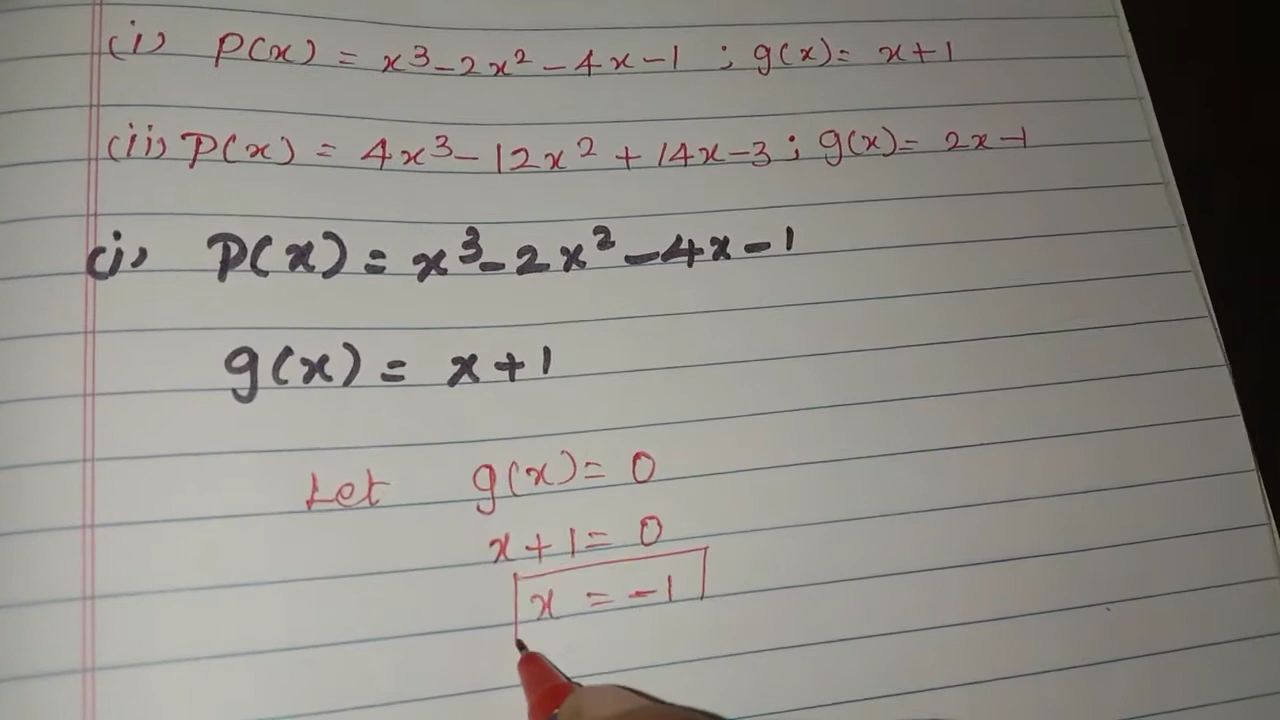 (i) P(x) = x³-2x²-4x-1 ; g(x)= x+1
(ii) P(x) = 4x³-12x²+14x-3 ; g(x)= 2x-1
(i) P(x) = x³-2x²-4x-1
g(x) = x+1
Let g(x)= 0
x+1= 0
x = -1